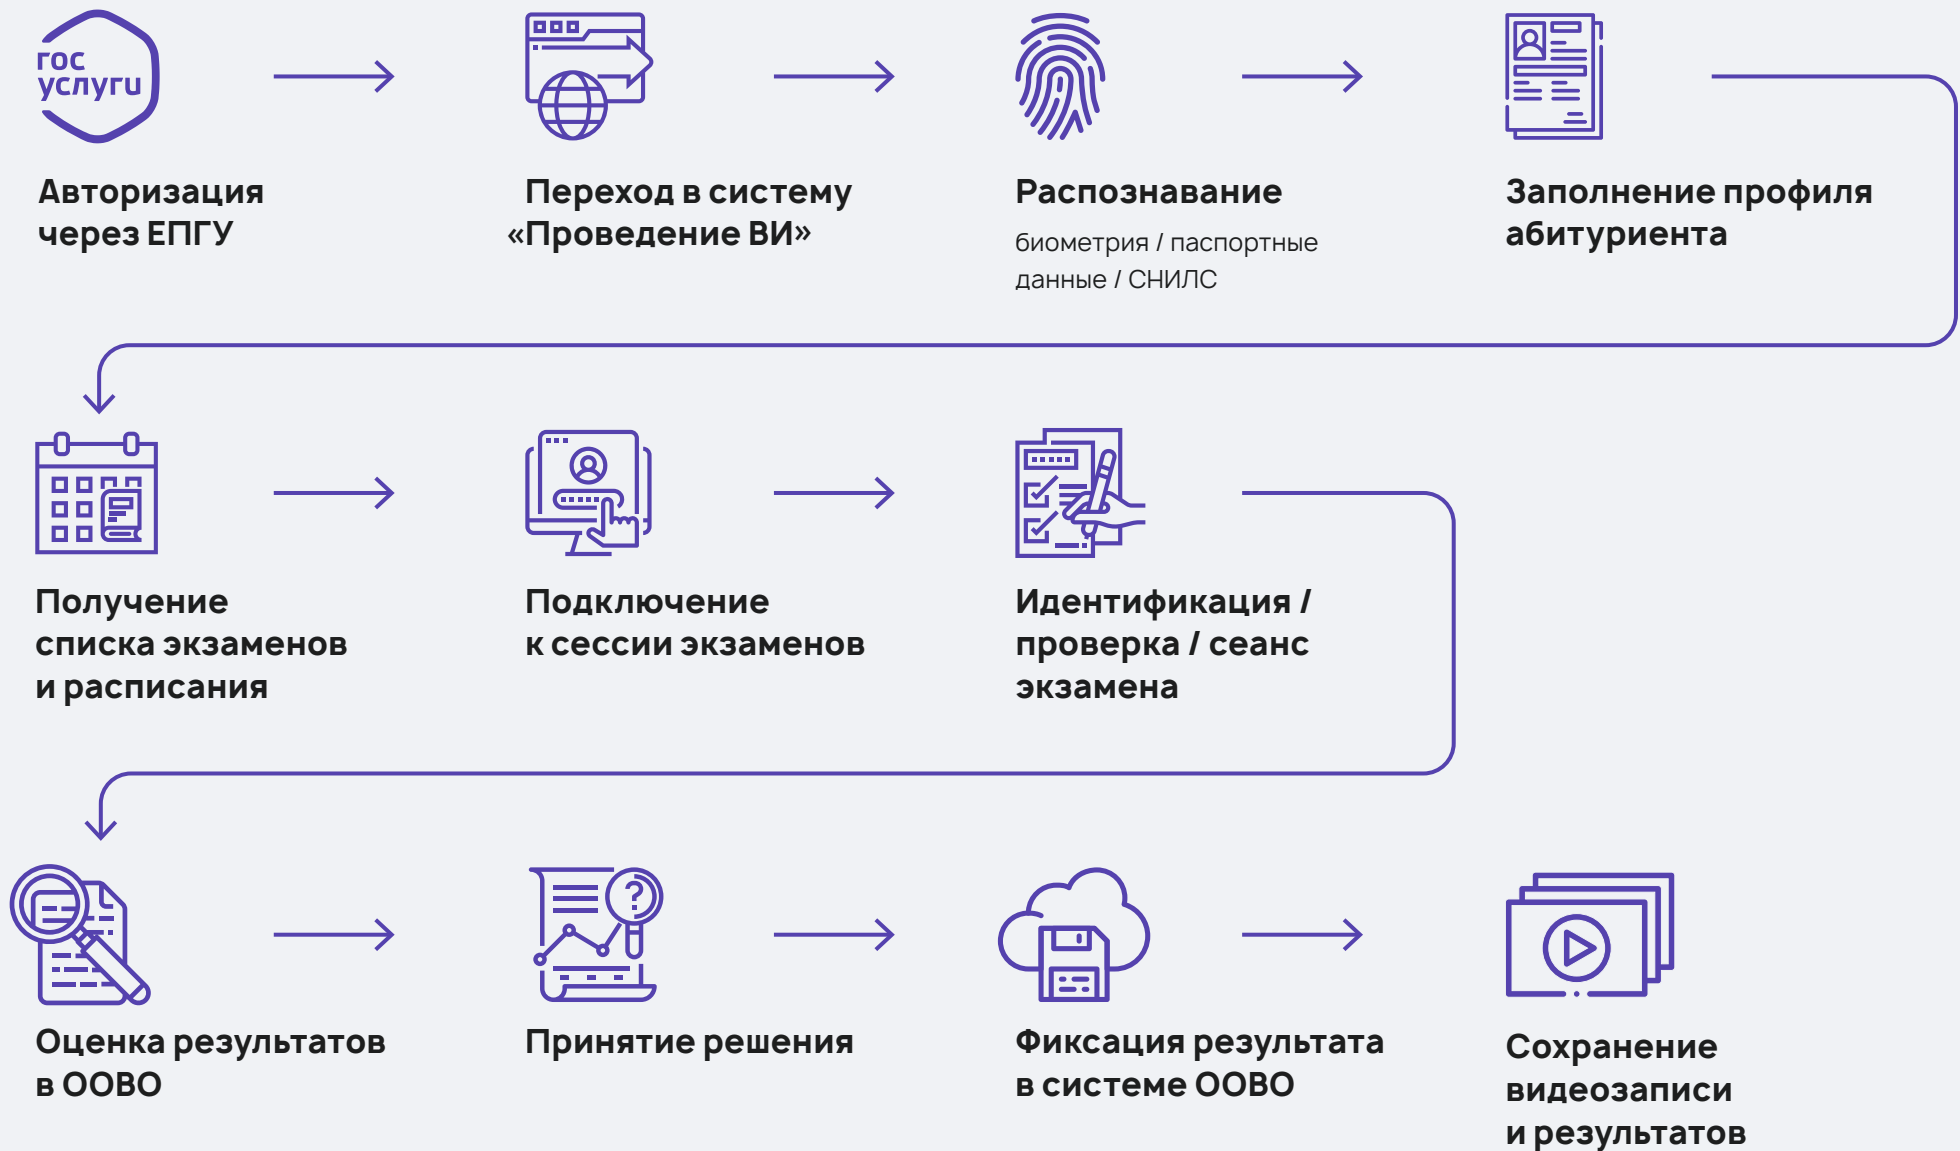 гос
услуги
Авторизация
через ЕПГУ
Переход в систему
«Проведение ВИ»
Распознавание
биометрия / паспортные
данные / СНИЛС
Заполнение профиля
абитуриента
Получение
списка экзаменов
и расписания
Подключение
к сессии экзаменов
Идентификация /
проверка / сеанс
экзамена
Оценка результатов
в ООВО
?
Принятие решения
Фиксация результата
в системе ООВО
Сохранение
видеозаписи
и результатов